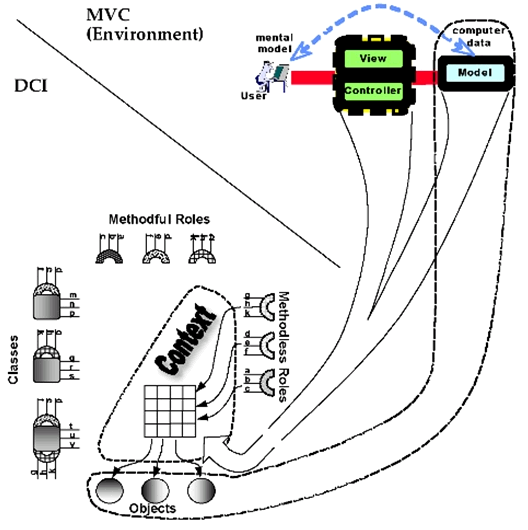 MVC
(Environment)
DCI
mental
model
User
View
Controller
computer
data
Model
Methodful Roles
Classes
Context
Methodless Roles
g
h
k
d
e
f
a
b
c
m
n
p
q
r
s
t
u
v
Objects